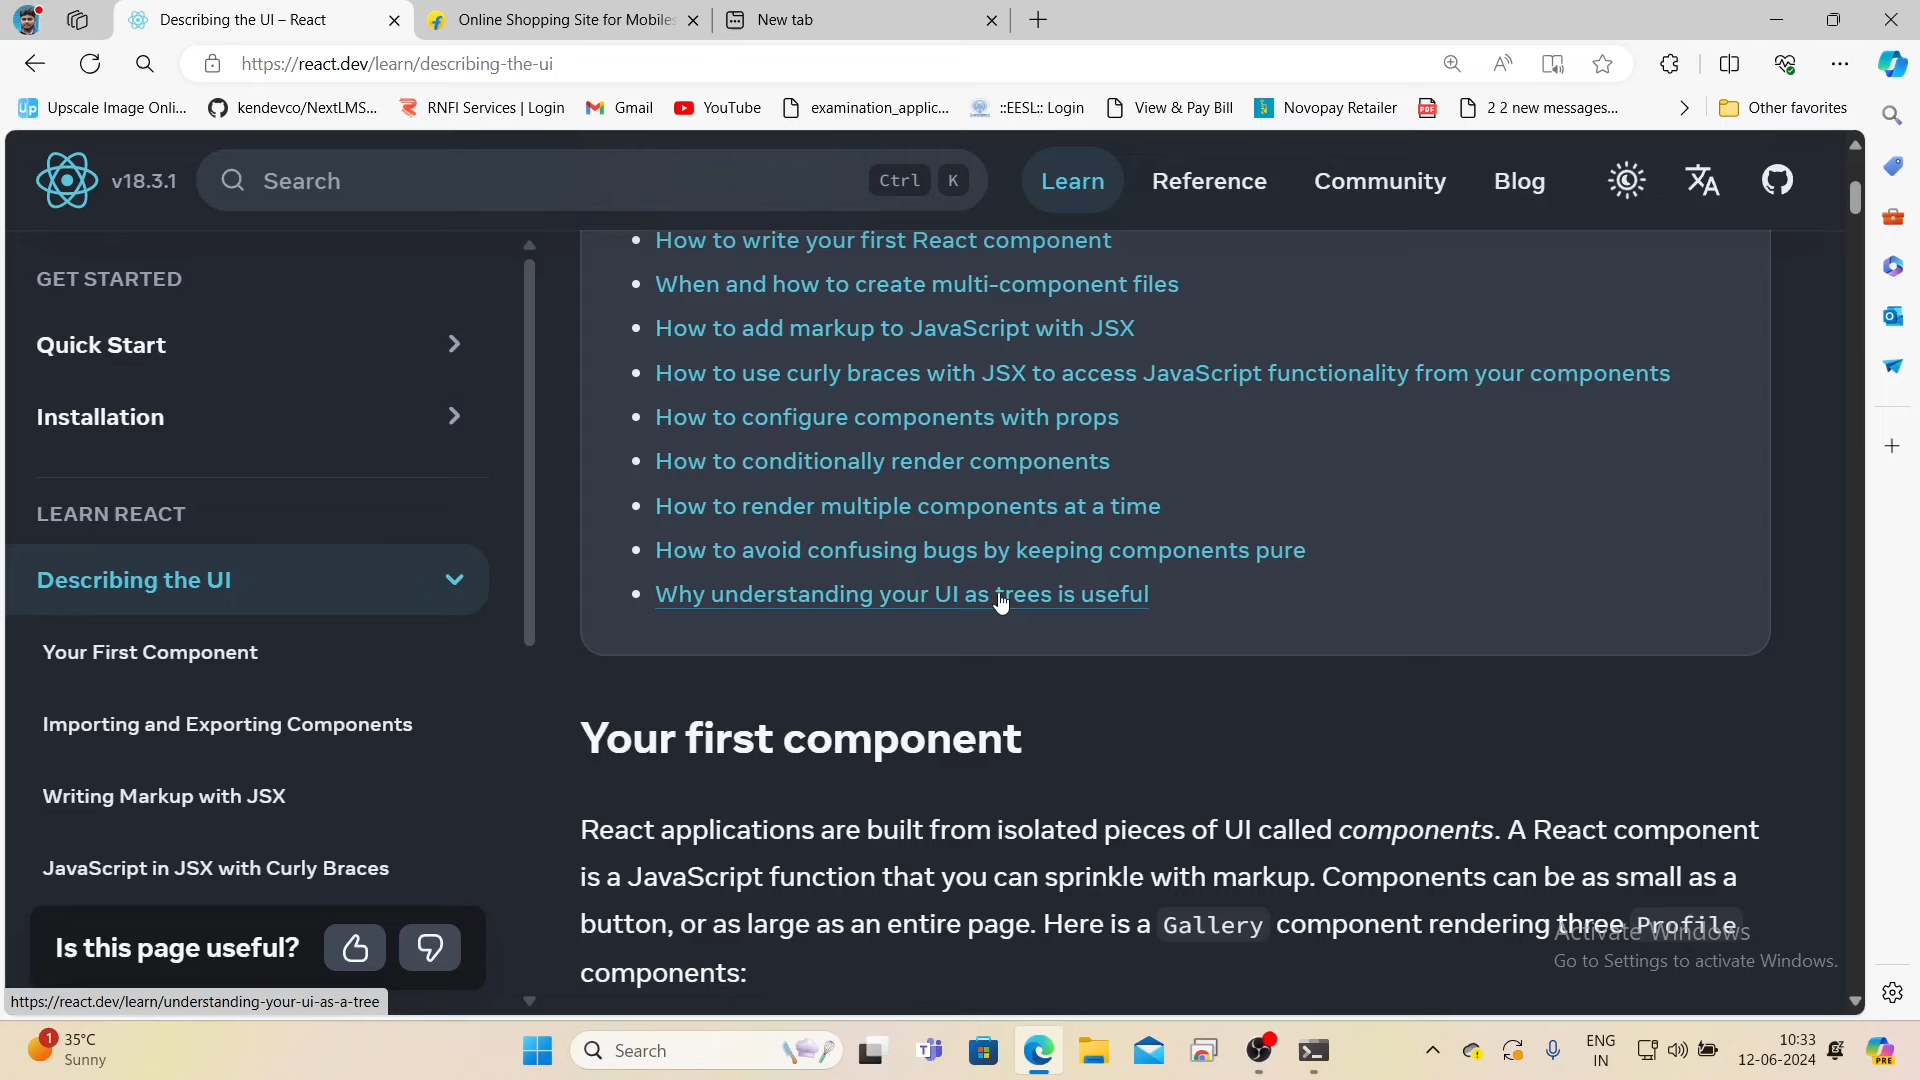 Describing the UI – React
Online Shopping Site for Mobiles
New tab
https://react.dev/learn/describing-the-ui
Upscale Image Onli...
kendevco/NextLMS...
RNFI Services | Login
Gmail
YouTube
examination_applic...
::EESL:: Login
View & Pay Bill
Novopay Retailer
2 2 new messages...
Other favorites
v18.3.1
Search
Ctrl K
Learn
Reference
Community
Blog
GET STARTED
Quick Start
Installation
LEARN REACT
Describing the UI
Your First Component
Importing and Exporting Components
Writing Markup with JSX
JavaScript in JSX with Curly Braces
Is this page useful?
https://react.dev/learn/understanding-your-ui-as-a-tree
How to write your first React component
When and how to create multi-component files
How to add markup to JavaScript with JSX
How to use curly braces with JSX to access JavaScript functionality from your components
How to configure components with props
How to conditionally render components
How to render multiple components at a time
How to avoid confusing bugs by keeping components pure
Why understanding your UI as trees is useful
Your first component
React applications are built from isolated pieces of UI called components. A React component
is a JavaScript function that you can sprinkle with markup. Components can be as small as a
button, or as large as an entire page. Here is a Gallery component rendering three Profile
components:
Activate Windows
Go to Settings to activate Windows.
1
35°C
Sunny
Search
ENG
IN
10:33
12-06-2024
PRE